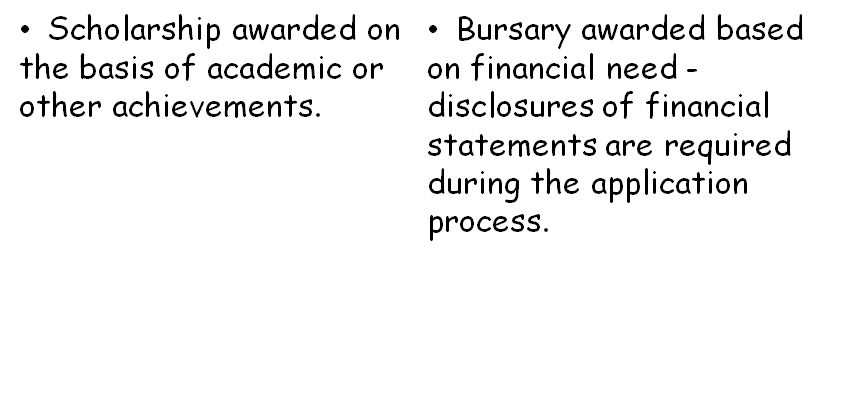 • Scholarship awarded on
the basis of academic or
other achievements.
• Bursary awarded based
on financial need -
disclosures of financial
statements are required
during the application
process.